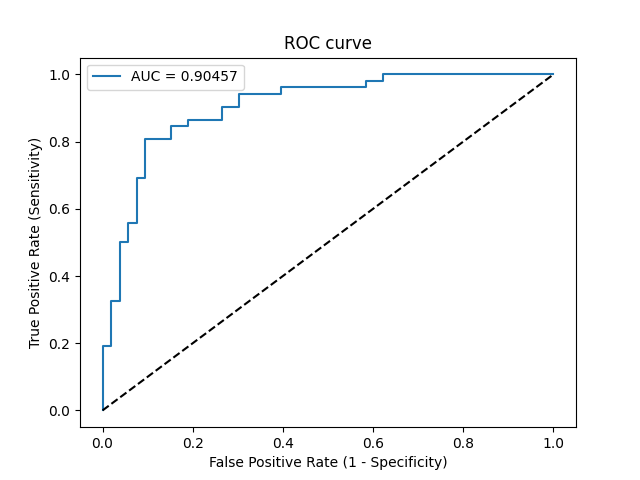 ROC curve
AUC = 0.90457
1.0
0.8
0.6
0.4
0.2
0.0
True Positive Rate (Sensitivity)
0.0 0.2 0.4 0.6 0.8 1.0
False Positive Rate (1 - Specificity)